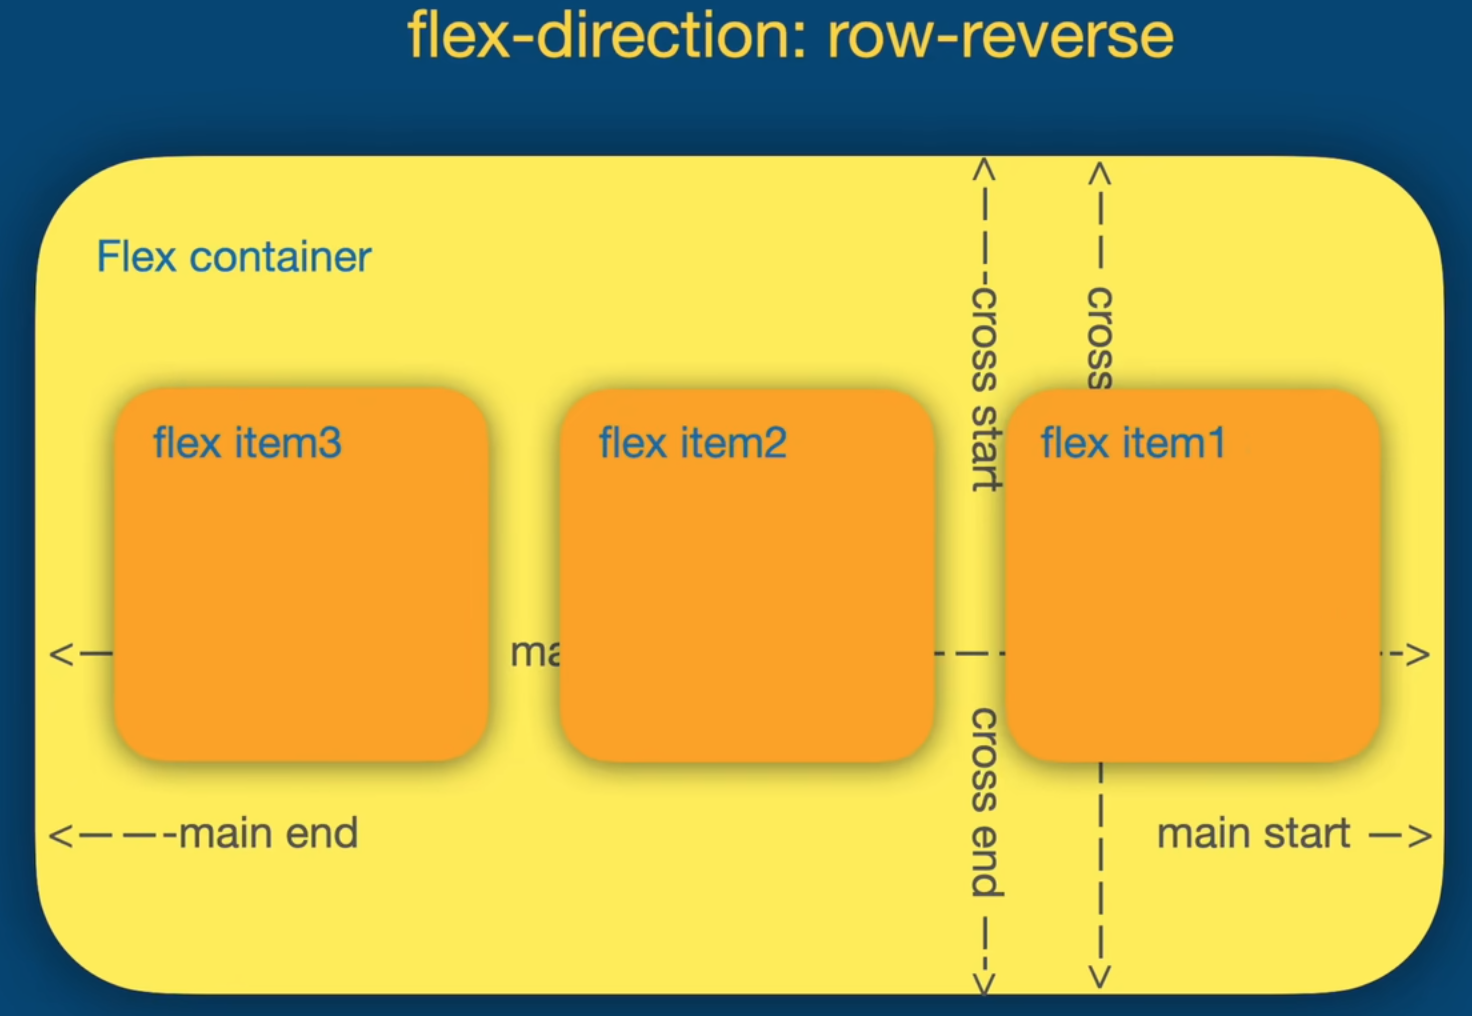 flex-direction: row-reverse
Flex container
<— —-cross start
<— — cross
flex item3
flex item2
flex item1
cross end —->
<— — —-main end
main start —>